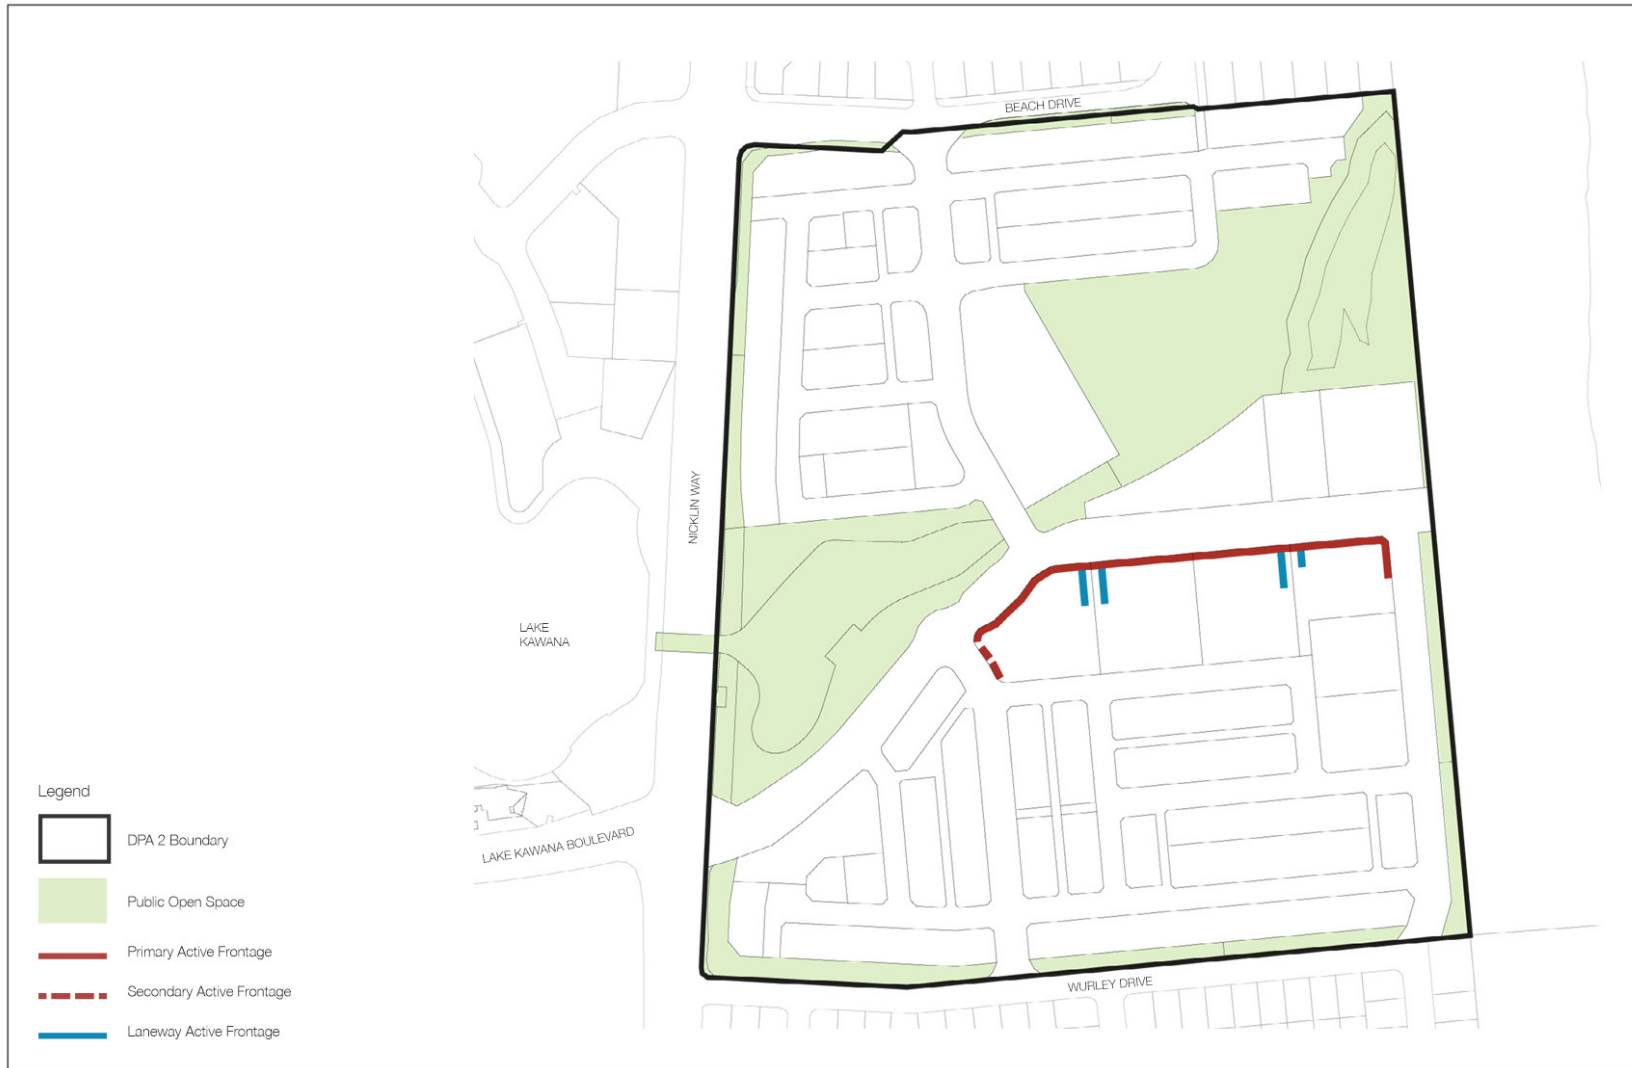 BEACH DRIVE
NICKLIN WAY
LAKE
KAWANA
LAKE KAWANA BOULEVARD
WURLEY DRIVE
Legend
DPA 2 Boundary
Public Open Space
Primary Active Frontage
Secondary Active Frontage
Laneway Active Frontage